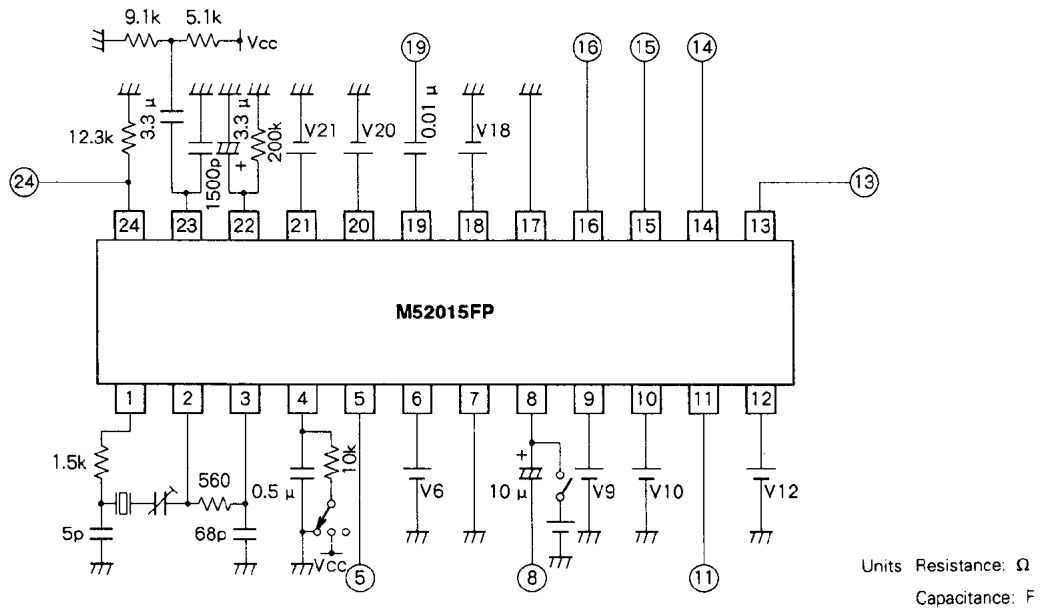 9.1k 5.1k
Vcc
19 16 15 14
12.3k 3.3 μ 1500p 3.3 μ + 200k V21 V20 0.01 μ V18
24 13
24 23 22 21 20 19 18 17 16 15 14 13
M52015FP
1 2 3 4 5 6 7 8 9 10 11 12
1.5k 560 0.5 μ 10k V6 + 10 μ V9 V10 V12
5p 68p
Vcc 5 8 11
Units Resistance: Ω
Capacitance: F